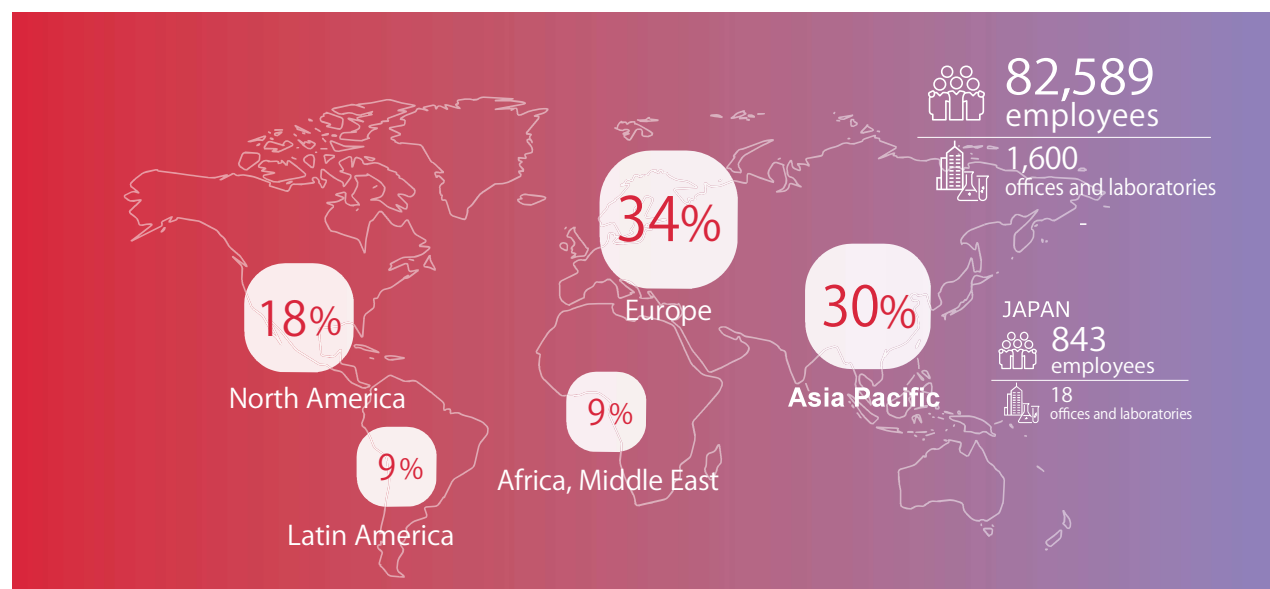 82,589
employees
1,600
offices and laboratories
-
34%
Europe
30%
Asia Pacific
18%
North America
JAPAN
843
employees
18
offices and laboratories
9%
Africa, Middle East
9%
Latin America